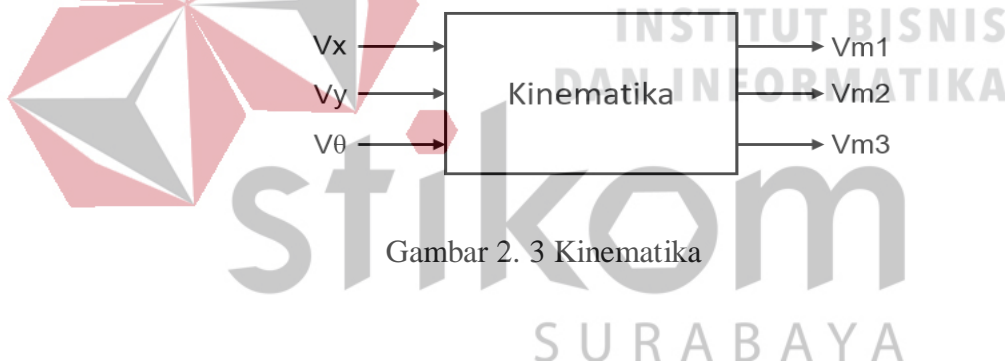 INSTITUT BISNIS
DAN INFORMATIKA
Vx
Vy
Vθ
Kinematika
Vm1
Vm2
Vm3
stikom
Gambar 2. 3 Kinematika
SURABAYA